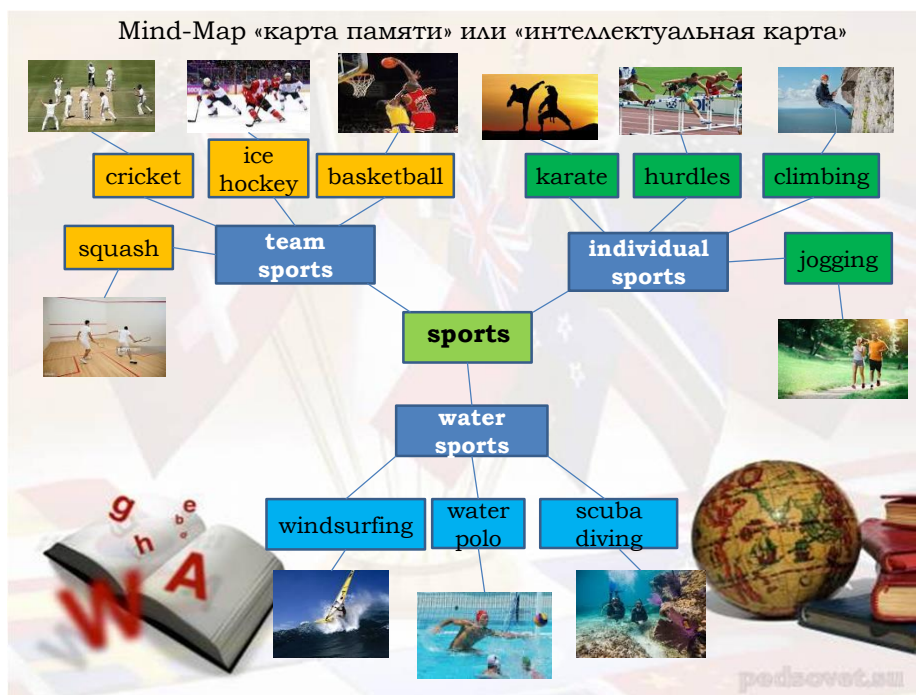 Mind-Map «карта памяти» или «интеллектуальная карта»
cricket
ice
hockey
basketball
karate
hurdles
climbing
squash
team
sports
individual
sports
jogging
sports
water
sports
windsurfing
water
polo
scuba
diving
g
e
b
h
a
W
A
pedsovet.su